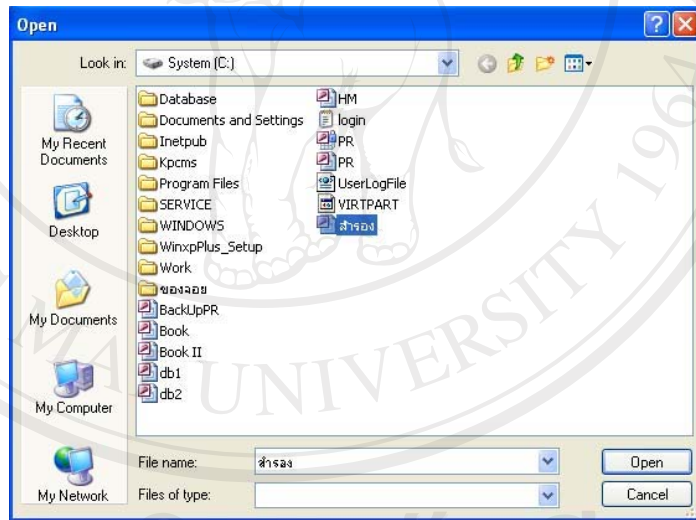 Open
Look in:
System (C:)
My Recent
Documents
Desktop
My Documents
My Computer
My Network
Database
Documents and Settings
Inetpub
Kpcms
Program Files
SERVICE
WINDOWS
WinxpPlus_Setup
Work
ของลอย
BackUpPR
Book
Book II
db1
db2
HM
login
PR
PR
UserLogFile
VIRTPART
สำรอง
File name:
สำรอง
Open
Files of type:
Cancel
MAI UNIVERSITY 1964